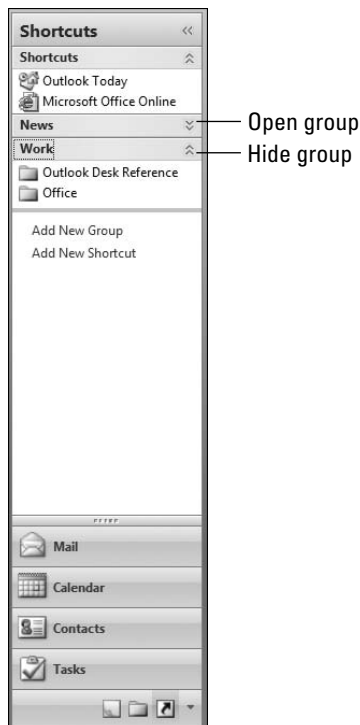 Shortcuts
Shortcuts
Outlook Today
Microsoft Office Online
News
Open group
Work
Hide group
Outlook Desk Reference
Office
Add New Group
Add New Shortcut
Mail
Calendar
Contacts
Tasks